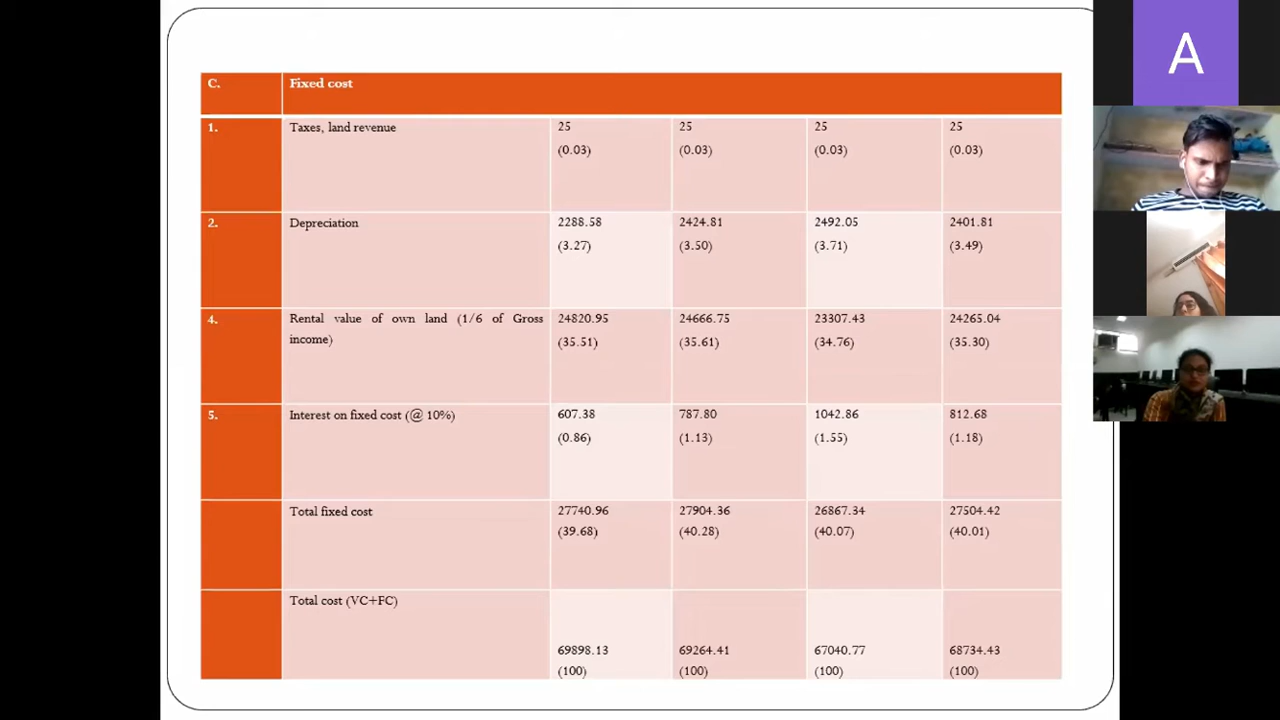 C. Fixed cost
1. Taxes, land revenue 25 25 25 25
(0.03) (0.03) (0.03) (0.03)
2. Depreciation 2288.58 2424.81 2492.05 2401.81
(3.27) (3.50) (3.71) (3.49)
4. Rental value of own land (1/6 of Gross 24820.95 24666.75 23307.43 24265.04
income) (35.51) (35.61) (34.76) (35.30)
5. Interest on fixed cost (@ 10%) 607.38 787.80 1042.86 812.68
(0.86) (1.13) (1.55) (1.18)
Total fixed cost 27740.96 27904.36 26867.34 27504.42
(39.68) (40.28) (40.07) (40.01)
Total cost (VC+FC)
69898.13 69264.41 67040.77 68734.43
(100) (100) (100) (100)
A